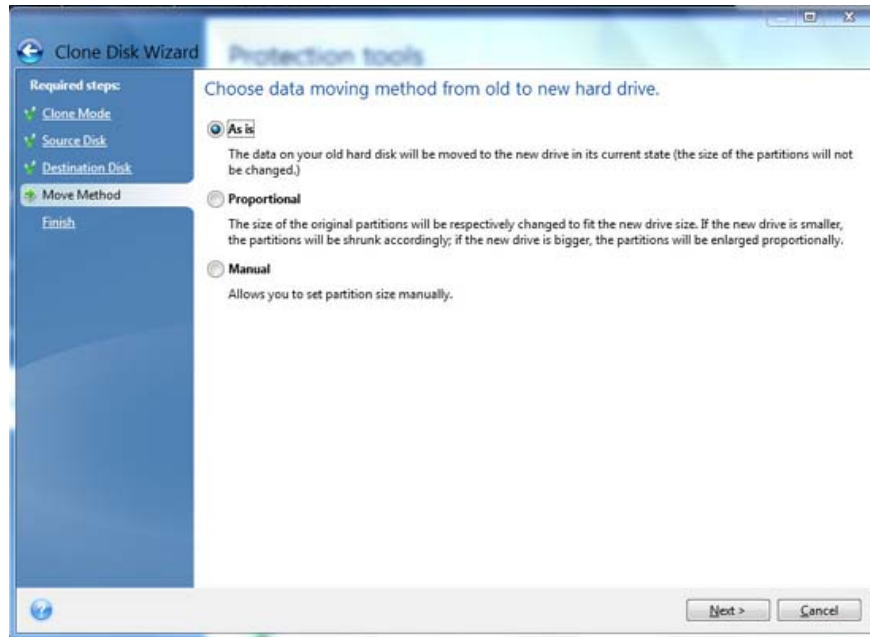 Clone Disk Wizard
Protection tools
Required steps:
Clone Mode
Source Disk
Destination Disk
Move Method
Finish
Choose data moving method from old to new hard drive.
As is
The data on your old hard disk will be moved to the new drive in its current state (the size of the partitions will not
be changed.)
Proportional
The size of the original partitions will be respectively changed to fit the new drive size. If the new drive is smaller,
the partitions will be shrunk accordingly; if the new drive is bigger, the partitions will be enlarged proportionally.
Manual
Allows you to set partition size manually.
Next >
Cancel